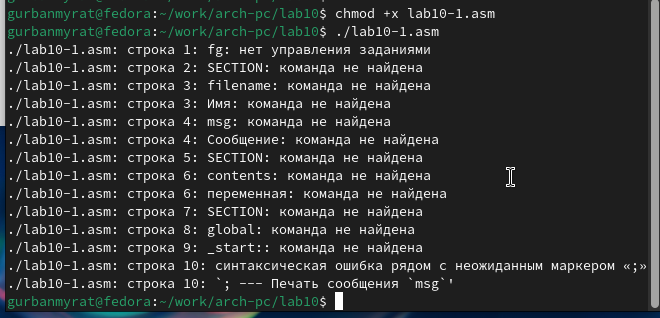 gurbanmyrat@fedora:~/work/arch-pc/lab10$ chmod +x lab10-1.asm
gurbanmyrat@fedora:~/work/arch-pc/lab10$ ./lab10-1.asm
./lab10-1.asm: строка 1: fg: нет управления заданиями
./lab10-1.asm: строка 2: SECTION: команда не найдена
./lab10-1.asm: строка 3: filename: команда не найдена
./lab10-1.asm: строка 3: Имя: команда не найдена
./lab10-1.asm: строка 4: msg: команда не найдена
./lab10-1.asm: строка 4: Сообщение: команда не найдена
./lab10-1.asm: строка 5: SECTION: команда не найдена
./lab10-1.asm: строка 6: contents: команда не найдена
./lab10-1.asm: строка 6: переменная: команда не найдена
./lab10-1.asm: строка 7: SECTION: команда не найдена
./lab10-1.asm: строка 8: global: команда не найдена
./lab10-1.asm: строка 9: _start:: команда не найдена
./lab10-1.asm: строка 10: синтаксическая ошибка рядом с неожиданным маркером «;»
./lab10-1.asm: строка 10: `; --- Печать сообщения `msg`'
gurbanmyrat@fedora:~/work/arch-pc/lab10$